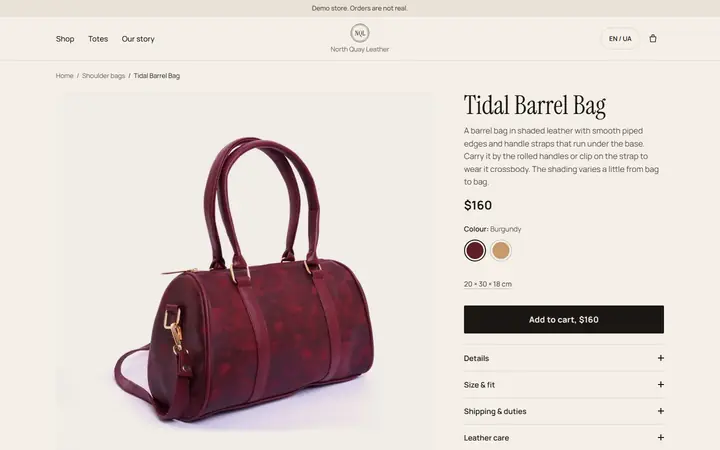 Demo store. Orders are not real.
Shop
Totes
Our story
NQL
North Quay Leather
EN / UA
Home / Shoulder bags / Tidal Barrel Bag
Tidal Barrel Bag
A barrel bag in shaded leather with smooth piped
edges and handle straps that run under the base.
Carry it by the rolled handles or clip on the strap to
wear it crossbody. The shading varies a little from bag
to bag.
$160
Colour: Burgundy
20 × 30 × 18 cm
Add to cart, $160
Details
Size & fit
Shipping & duties
Leather care